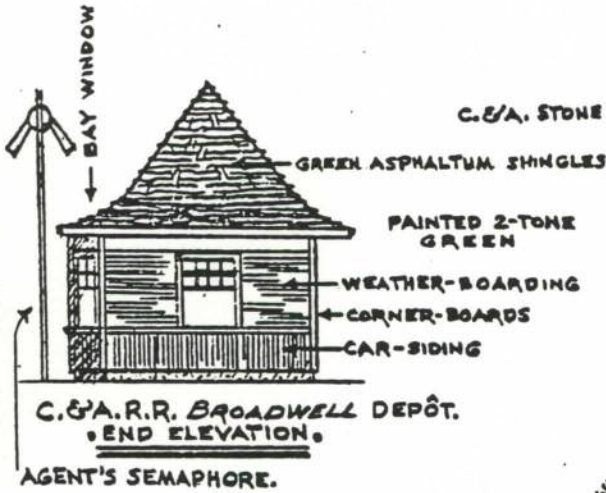 BAY WINDOW
C.&A. STONE
GREEN ASPHALTUM SHINGLES
PAINTED 2-TONE
GREEN
WEATHER-BOARDING
CORNER-BOARDS
CAR-SIDING
C.&A.R.R. BROADWELL DEPÔT.
• END ELEVATION •
AGENT'S SEMAPHORE.